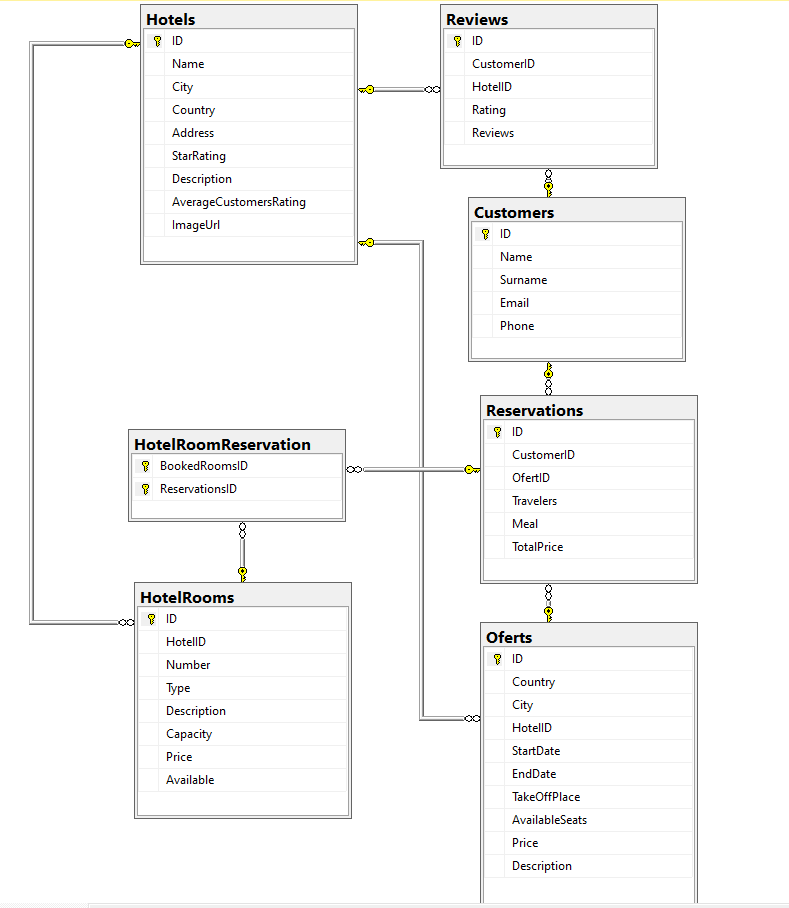 Hotels
ID
Name
City
Country
Address
StarRating
Description
AverageCustomersRating
ImageUrl
Reviews
ID
CustomerID
HotelID
Rating
Reviews
Customers
ID
Name
Surname
Email
Phone
HotelRoomReservation
BookedRoomsID
ReservationsID
Reservations
ID
CustomerID
OfertID
Travelers
Meal
TotalPrice
HotelRooms
ID
HotelID
Number
Type
Description
Capacity
Price
Available
Oferts
ID
Country
City
HotelID
StartDate
EndDate
TakeOffPlace
AvailableSeats
Price
Description